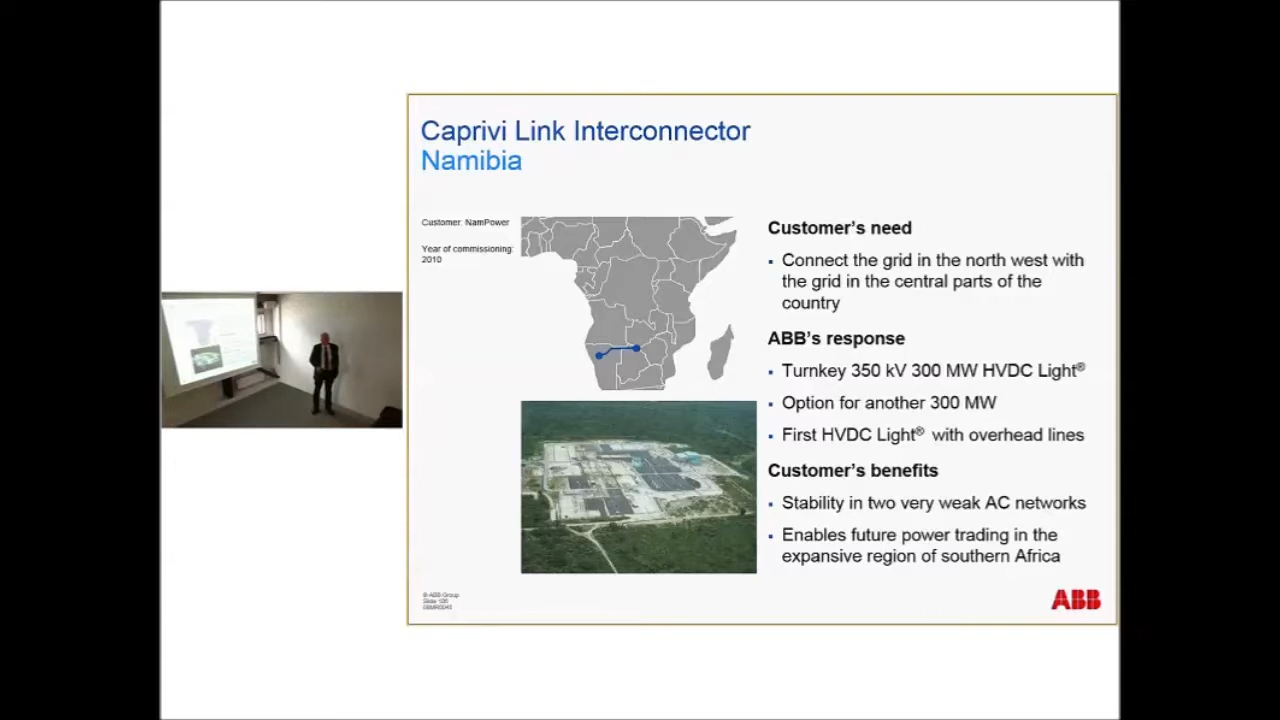 Caprivi Link Interconnector
Namibia
Customer: NamPower
Year of commissioning:
2010
Customer's need
▪ Connect the grid in the north west with
the grid in the central parts of the
country
ABB's response
▪ Turnkey 350 kV 300 MW HVDC Light®
▪ Option for another 300 MW
▪ First HVDC Light® with overhead lines
Customer's benefits
▪ Stability in two very weak AC networks
▪ Enables future power trading in the
expansive region of southern Africa
© ABB Group
ABB